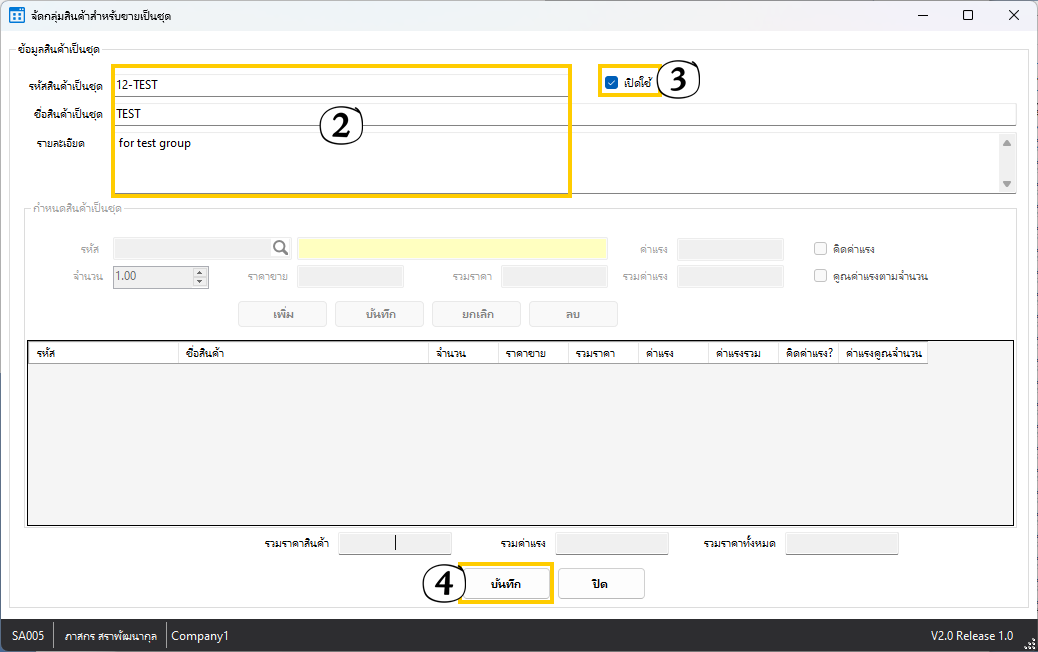 จัดกลุ่มสินค้าสำหรับขายเป็นชุด
ข้อมูลสินค้าเป็นชุด
รหัสสินค้าเป็นชุด 12-TEST เปิดใช้ 3
ชื่อสินค้าเป็นชุด TEST 2
รายละเอียด for test group
กำหนดสินค้าเป็นชุด
รหัส ค่าแรง คิดค่าแรง
จำนวน 1.00 ราคาขาย รวมราคา รวมค่าแรง คูณค่าแรงตามจำนวน
เพิ่ม บันทึก ยกเลิก ลบ
รหัส ชื่อสินค้า จำนวน ราคาขาย รวมราคา ค่าแรง ค่าแรงรวม คิดค่าแรง? ค่าแรงคูณจำนวน
รวมราคาสินค้า รวมค่าแรง รวมราคาทั้งหมด
4 บันทึก ปิด
SA005 ภาสกร สราพัฒนากุล Company1 V2.0 Release 1.0